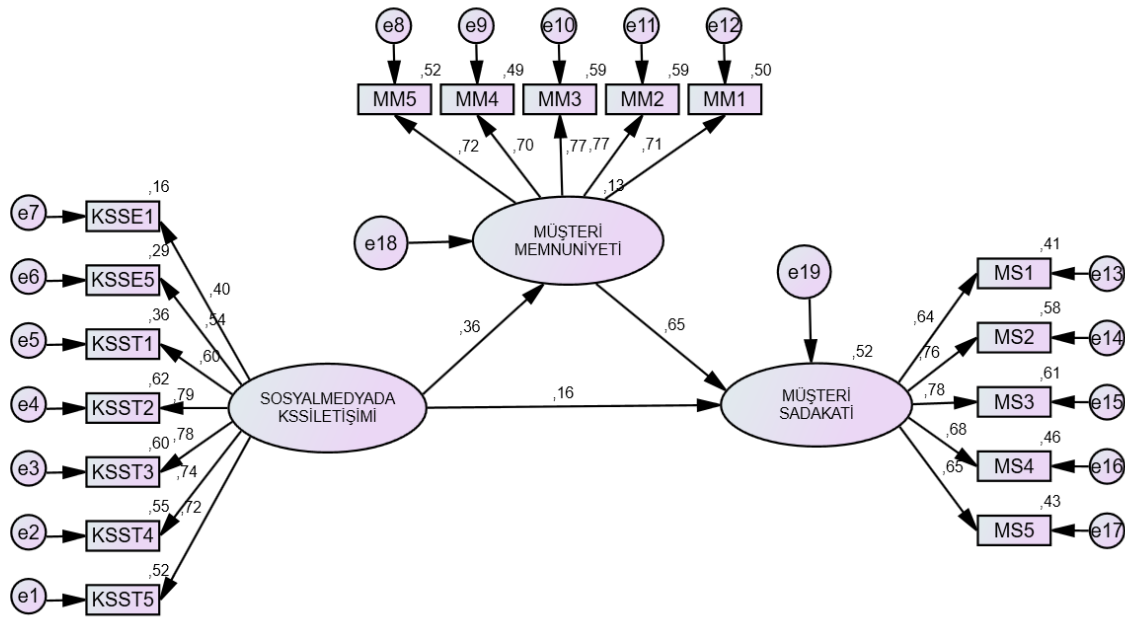 e8 e9 e10 e11 e12
,52 ,49 ,59 ,59 ,50
MM5 MM4 MM3 MM2 MM1
,72 ,70 ,77 ,77 ,71
,13
MÜŞTERİ
MEMNUNİYETİ
e18
,16
e7 KSSE1
,29
e6 KSSE5
,36
e5 KSST1
,62
e4 KSST2
,60
e3 KSST3
,55
e2 KSST4
,52
e1 KSST5
,40
,54
,60
,79
,78
,74
,72
SOSYALMEDYADA
KSSİLETİŞİMİ
,36
,65
,16
e19
,52
MÜŞTERİ
SADAKATİ
,64
,76
,78
,68
,65
,41
MS1 e13
,58
MS2 e14
,61
MS3 e15
,46
MS4 e16
,43
MS5 e17